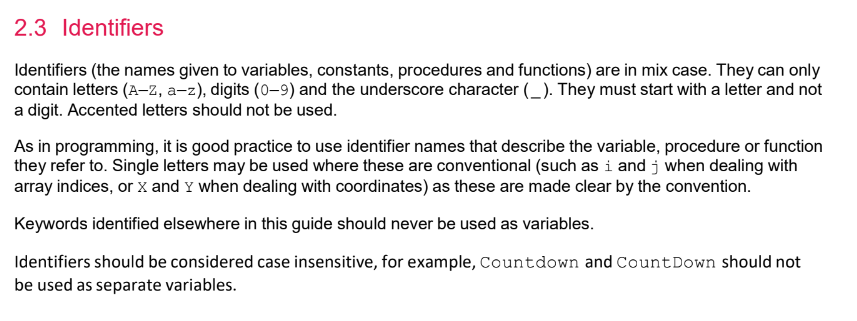 2.3 Identifiers
Identifiers (the names given to variables, constants, procedures and functions) are in mix case. They can only
contain letters (A–Z, a–z), digits (0–9) and the underscore character (_). They must start with a letter and not
a digit. Accented letters should not be used.
As in programming, it is good practice to use identifier names that describe the variable, procedure or function
they refer to. Single letters may be used where these are conventional (such as i and j when dealing with
array indices, or X and Y when dealing with coordinates) as these are made clear by the convention.
Keywords identified elsewhere in this guide should never be used as variables.
Identifiers should be considered case insensitive, for example, Countdown and CountDown should not
be used as separate variables.